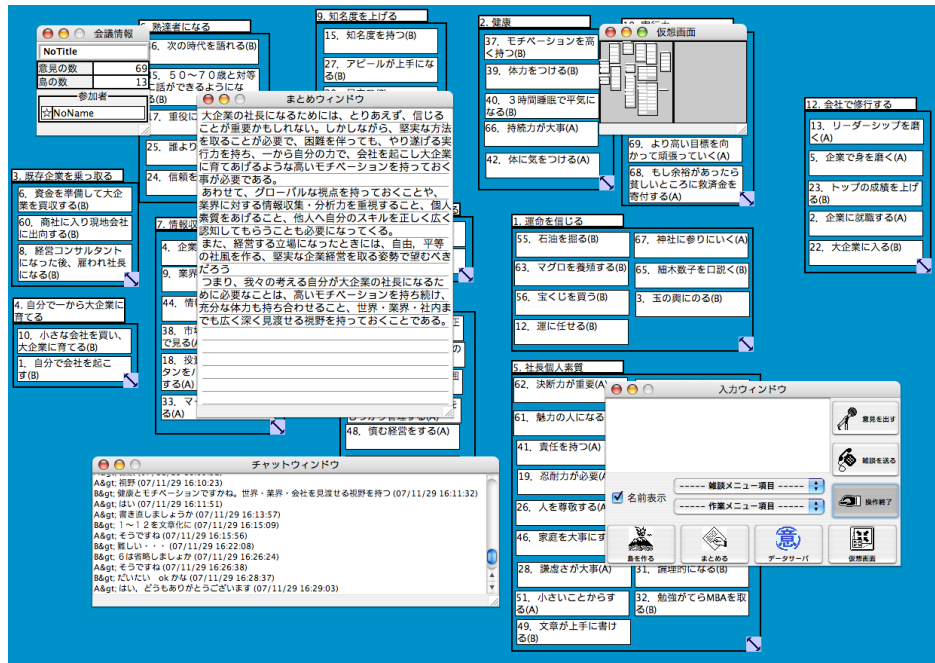 会議情報
NoTitle
意見の数 69
島の数 13
参加者
☆NoName
熟達者になる
6、次の時代を語れる(B)
５０～７０歳と対等
に話ができるようにな
る(B)
17、重役に
25、誰より
24、信頼を
9. 知名度を上げる
15、知名度を持つ(B)
27、アピールが上手にな
る(B)
2. 健康
37、モチベーションを高
く持つ(B)
39、体力をつける(B)
40、３時間睡眠で平気に
なる(B)
66、持続力が大事(A)
42、体に気をつける(A)
仮想画面
69、より高い目標を向
かって頑張っていく(A)
68、もし余裕があったら
貧しいところに救済金を
寄付する(A)
12. 会社で修行する
13、リーダーシップを磨
く(A)
5、企業で身を磨く(A)
23、トップの成績を上げ
る(B)
2、企業に就職する(A)
22、大企業に入る(B)
3. 既存企業を乗っ取る
6、資金を準備して大企
業を買収する(B)
60、商社に入り現地会社
に出向する(B)
8、経営コンサルタント
になった後、雇われ社長
になる(B)
4. 自分で一から大企業に
育てる
10、小さな会社を買い、
大企業に育てる(B)
1、自分で会社を起こ
す(B)
7. 情報収
4、企業
9、業界
44、情
38、市場
で見る(A
18、投資
タンをバ
する(A)
33、マー
る(A)
まとめウィンドウ
大企業の社長になるためには、とりあえず、信じる
ことが重要かもしれない。しかしながら、堅実な方法
を取ることが必要で、困難を伴っても、やり遂げる実
行力を持ち、一から自分の力で、会社を起こし大企業
に育てあげるような高いモチベーションを持っておく
事が必要である。
あわせて、グローバルな視点を持っておくことや、
業界に対する情報収集・分析力を重視すること、個人
素質をあげること、他人へ自分のスキルを正しく広く
認知してもらうことも必要になってくる。
また、経営する立場になったときには、自由，平等
の社風を作る、堅実な企業経営を取る姿勢で望むべき
だろう
つまり、我々の考える自分が大企業の社長になるた
めに必要なことは、高いモチベーションを持ち続け、
充分な体力も持ち合わせること、世界・業界・社内ま
でも広く深く見渡せる視野を持っておくことである。
48、慎む経営をする(A)
1. 運命を信じる
55、石油を掘る(B)
67、神社に参りにいく(A)
63、マグロを養殖する(B)
65、細木数子を口説く(B)
56、宝くじを買う(B)
3、玉の輿にのる(B)
12、運に任せる(B)
5. 社長個人素質
62、決断力が重要(A)
61、魅力の人になる
41、責任を持つ(A)
19、忍耐力が必要(A
26、人を尊敬する(A
46、家庭を大事にす
28、謙虚さが大事(A)
31、論理的になる(B)
51、小さいことからす
る(A)
32、勉強がてらMBAを取
る(B)
49、文章が上手に書け
る(B)
入力ウィンドウ
意見を出す
雑談を送る
操作終了
名前表示
----- 雑談メニュー項目 -----
----- 作業メニュー項目 -----
島を作る
まとめる
意
データサーバ
仮想画面
チャットウィンドウ
A&gt; 視野 (07/11/29 16:10:23)
B&gt; 健康とモチベーションですかね。世界・業界・会社を見渡せる視野を持つ (07/11/29 16:11:32)
A&gt; はい (07/11/29 16:11:51)
A&gt; 書き直しましょうか (07/11/29 16:13:57)
B&gt; １～１２を文章化に (07/11/29 16:15:09)
A&gt; そうですね (07/11/29 16:15:56)
B&gt; 難しい・・・ (07/11/29 16:22:08)
B&gt; ６は省略しましょか (07/11/29 16:26:24)
A&gt; そうですね (07/11/29 16:26:38)
B&gt; だいたい　ok かな (07/11/29 16:28:37)
A&gt; はい，どうもありがとうございます (07/11/29 16:29:03)